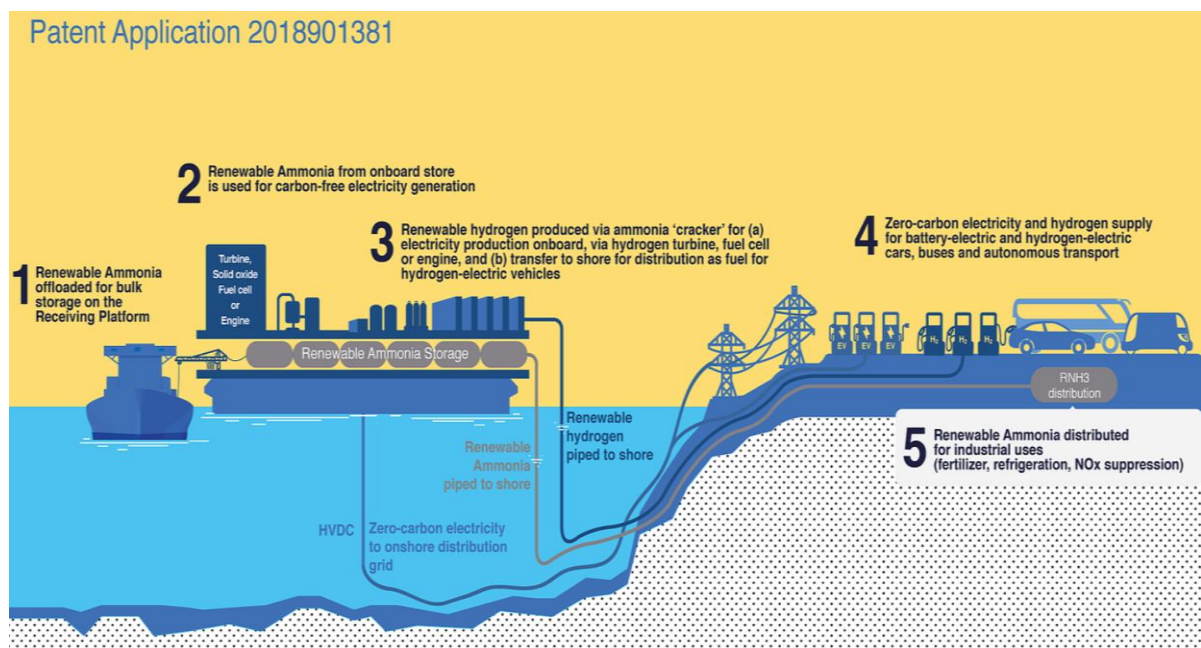 Patent Application 2018901381
1
Renewable Ammonia
offloaded for bulk
storage on the
Receiving Platform
2
Renewable Ammonia from onboard store
is used for carbon-free electricity generation
Turbine,
Solid oxide
Fuel cell
or
Engine
3
Renewable hydrogen produced via ammonia ‘cracker’ for (a)
electricity production onboard, via hydrogen turbine, fuel cell
or engine, and (b) transfer to shore for distribution as fuel for
hydrogen-electric vehicles
Renewable Ammonia Storage
4
Zero-carbon electricity and hydrogen supply
for battery-electric and hydrogen-electric
cars, buses and autonomous transport
EV
EV
EV
H2
H2
H2
RNH3
distribution
5
Renewable Ammonia distributed
for industrial uses
(fertilizer, refrigeration, NOx suppression)
Renewable
hydrogen
piped to shore
Renewable
Ammonia
piped to shore
HVDC
Zero-carbon electricity
to onshore distribution
grid